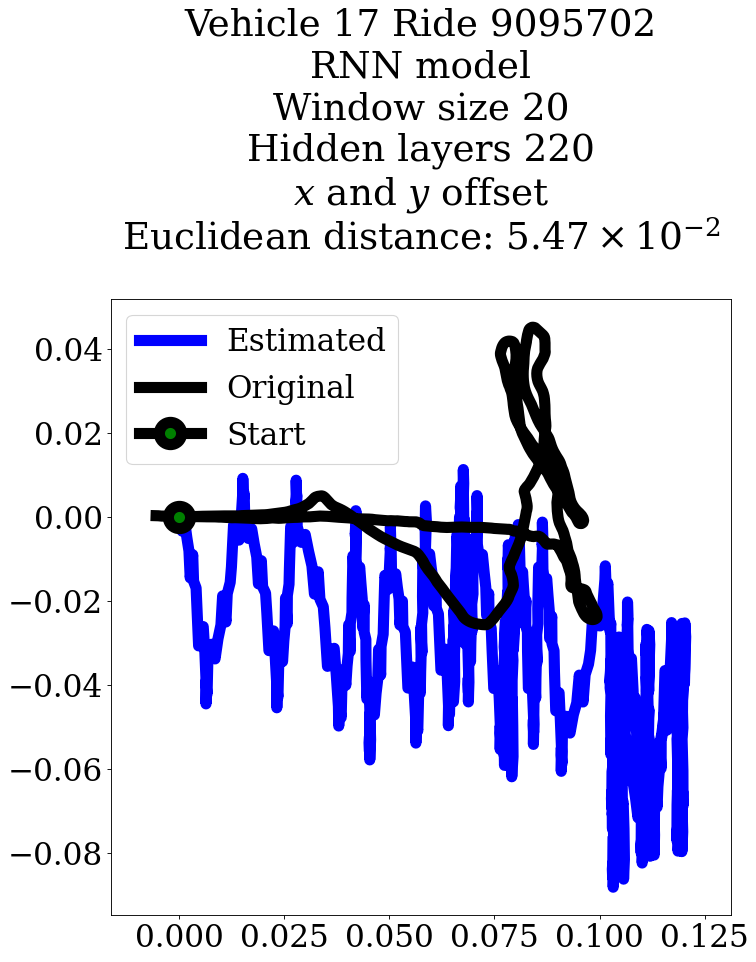 Vehicle 17 Ride 9095702
RNN model
Window size 20
Hidden layers 220
x and y offset
Euclidean distance: 5.47 × 10⁻²
Estimated
Original
Start
0.04
0.02
0.00
−0.02
−0.04
−0.06
−0.08
0.000 0.025 0.050 0.075 0.100 0.125